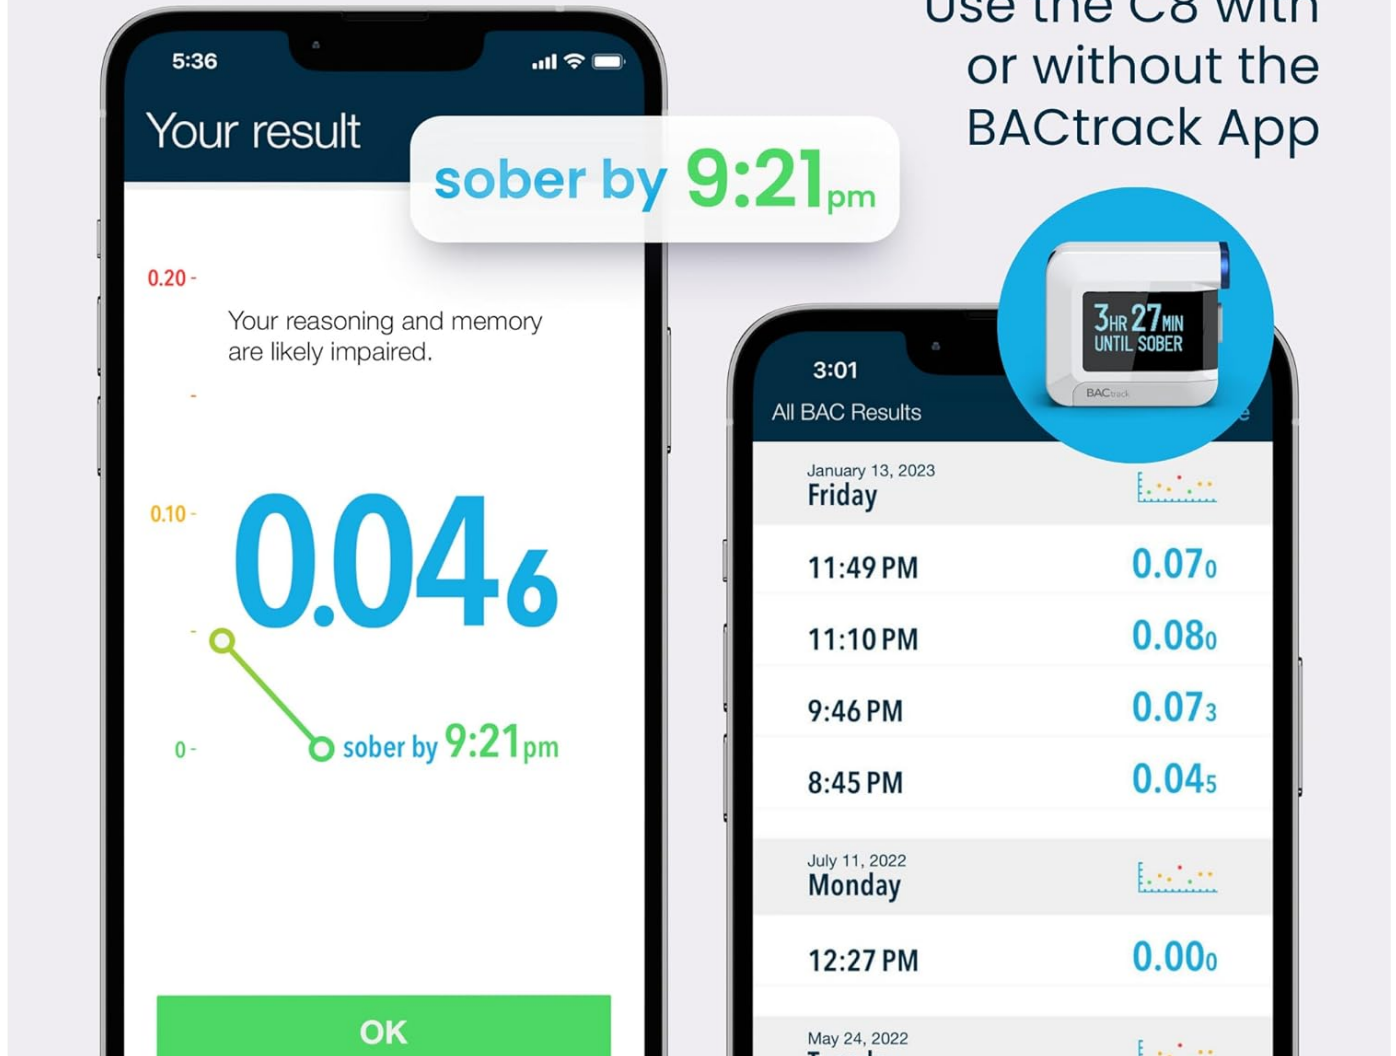 Use the C8 with
or without the
BACtrack App
5:36
Your result
sober by 9:21pm
0.20
Your reasoning and memory
are likely impaired.
0.10
0.046
0
sober by 9:21pm
OK
3HR 27MIN
UNTIL SOBER
BACtrack
3:01
All BAC Results
January 13, 2023
Friday
11:49 PM 0.070
11:10 PM 0.080
9:46 PM 0.073
8:45 PM 0.045
July 11, 2022
Monday
12:27 PM 0.000
May 24, 2022